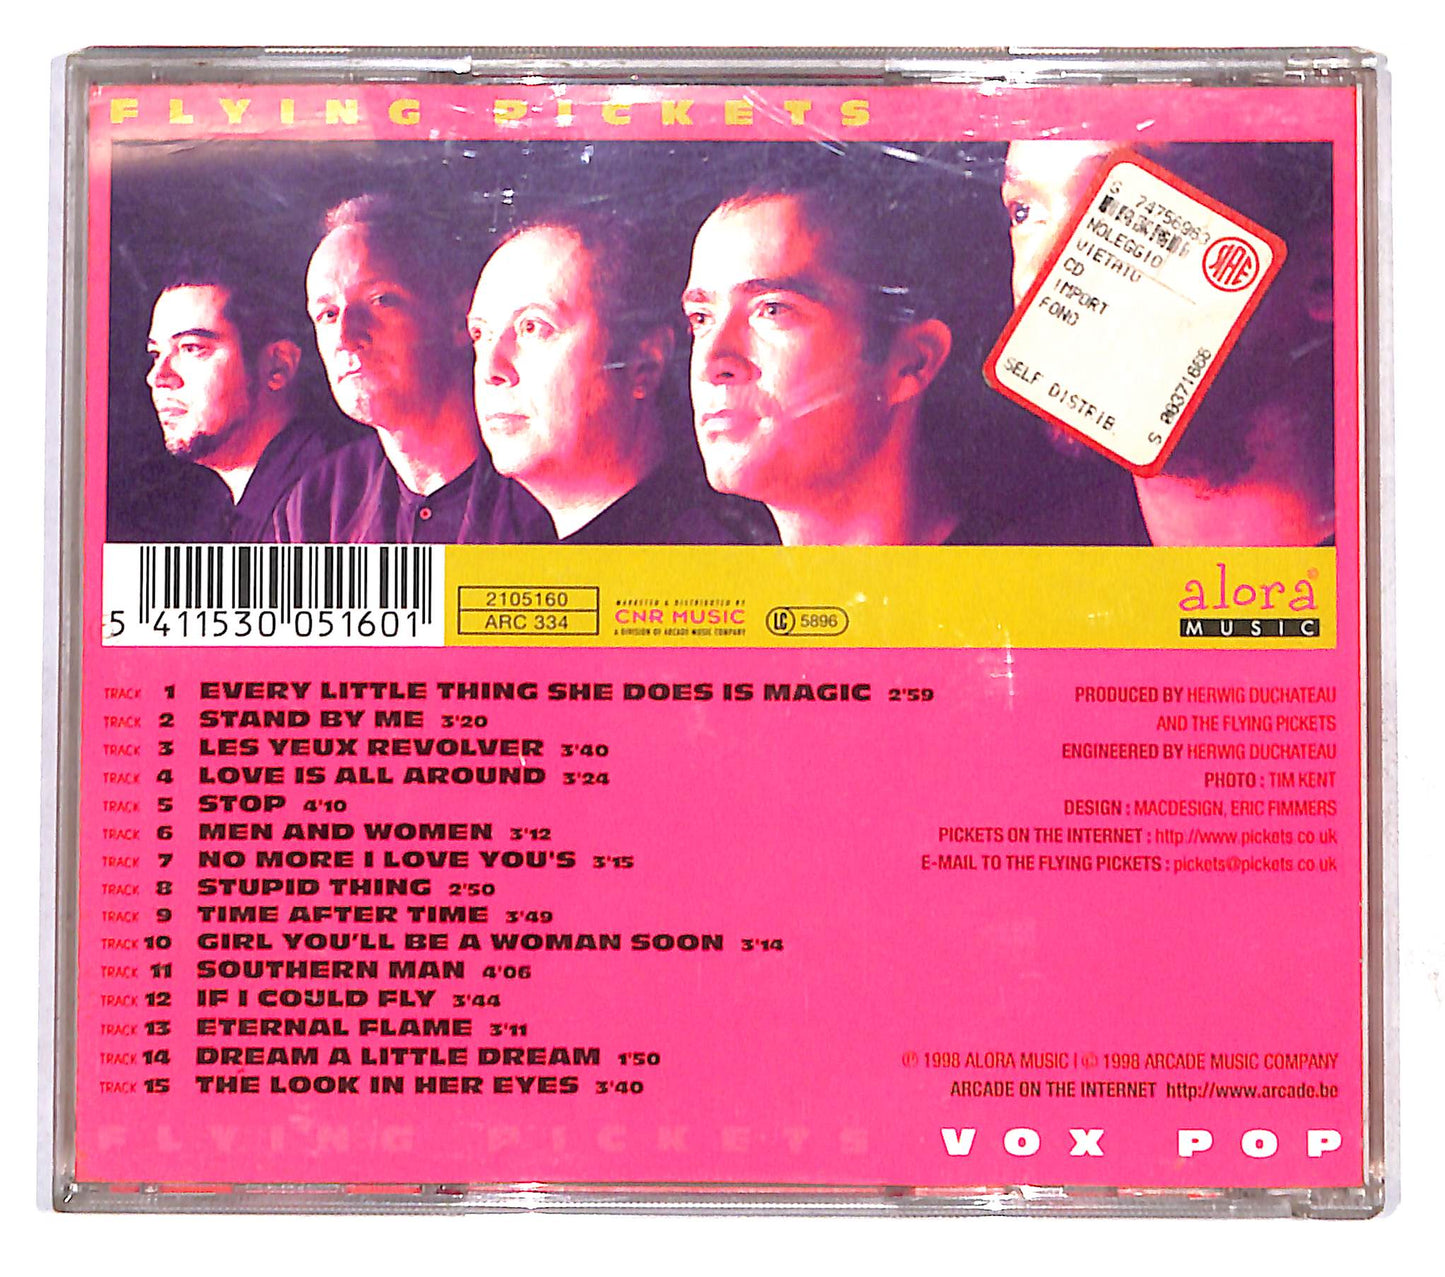 FLYING PICKETS
S 74756963
NOLEGGIO
VIETATO
CD
IMPORT
FONO
SELF DISTRIB.
SIAE
5 411530 051601
2105160
ARC 334
MARKETED & DISTRIBUTED BY
CNR MUSIC
A DIVISION OF ARCADE MUSIC COMPANY
LC 5896
alora®
MUSIC
TRACK 1 EVERY LITTLE THING SHE DOES IS MAGIC 2'59
TRACK 2 STAND BY ME 3'20
TRACK 3 LES YEUX REVOLVER 3'40
TRACK 4 LOVE IS ALL AROUND 3'24
TRACK 5 STOP 4'10
TRACK 6 MEN AND WOMEN 3'12
TRACK 7 NO MORE I LOVE YOU'S 3'15
TRACK 8 STUPID THING 2'50
TRACK 9 TIME AFTER TIME 3'49
TRACK 10 GIRL YOU'LL BE A WOMAN SOON 3'14
TRACK 11 SOUTHERN MAN 4'06
TRACK 12 IF I COULD FLY 3'44
TRACK 13 ETERNAL FLAME 3'11
TRACK 14 DREAM A LITTLE DREAM 1'50
TRACK 15 THE LOOK IN HER EYES 3'40
PRODUCED BY HERWIG DUCHATEAU
AND THE FLYING PICKETS
ENGINEERED BY HERWIG DUCHATEAU
PHOTO : TIM KENT
DESIGN : MACDESIGN, ERIC FIMMERS
PICKETS ON THE INTERNET : http://www.pickets.co.uk
E-MAIL TO THE FLYING PICKETS : pickets@pickets.co.uk
℗ 1998 ALORA MUSIC | © 1998 ARCADE MUSIC COMPANY
ARCADE ON THE INTERNET http://www.arcade.be
FLYING PICKETS VOX POP